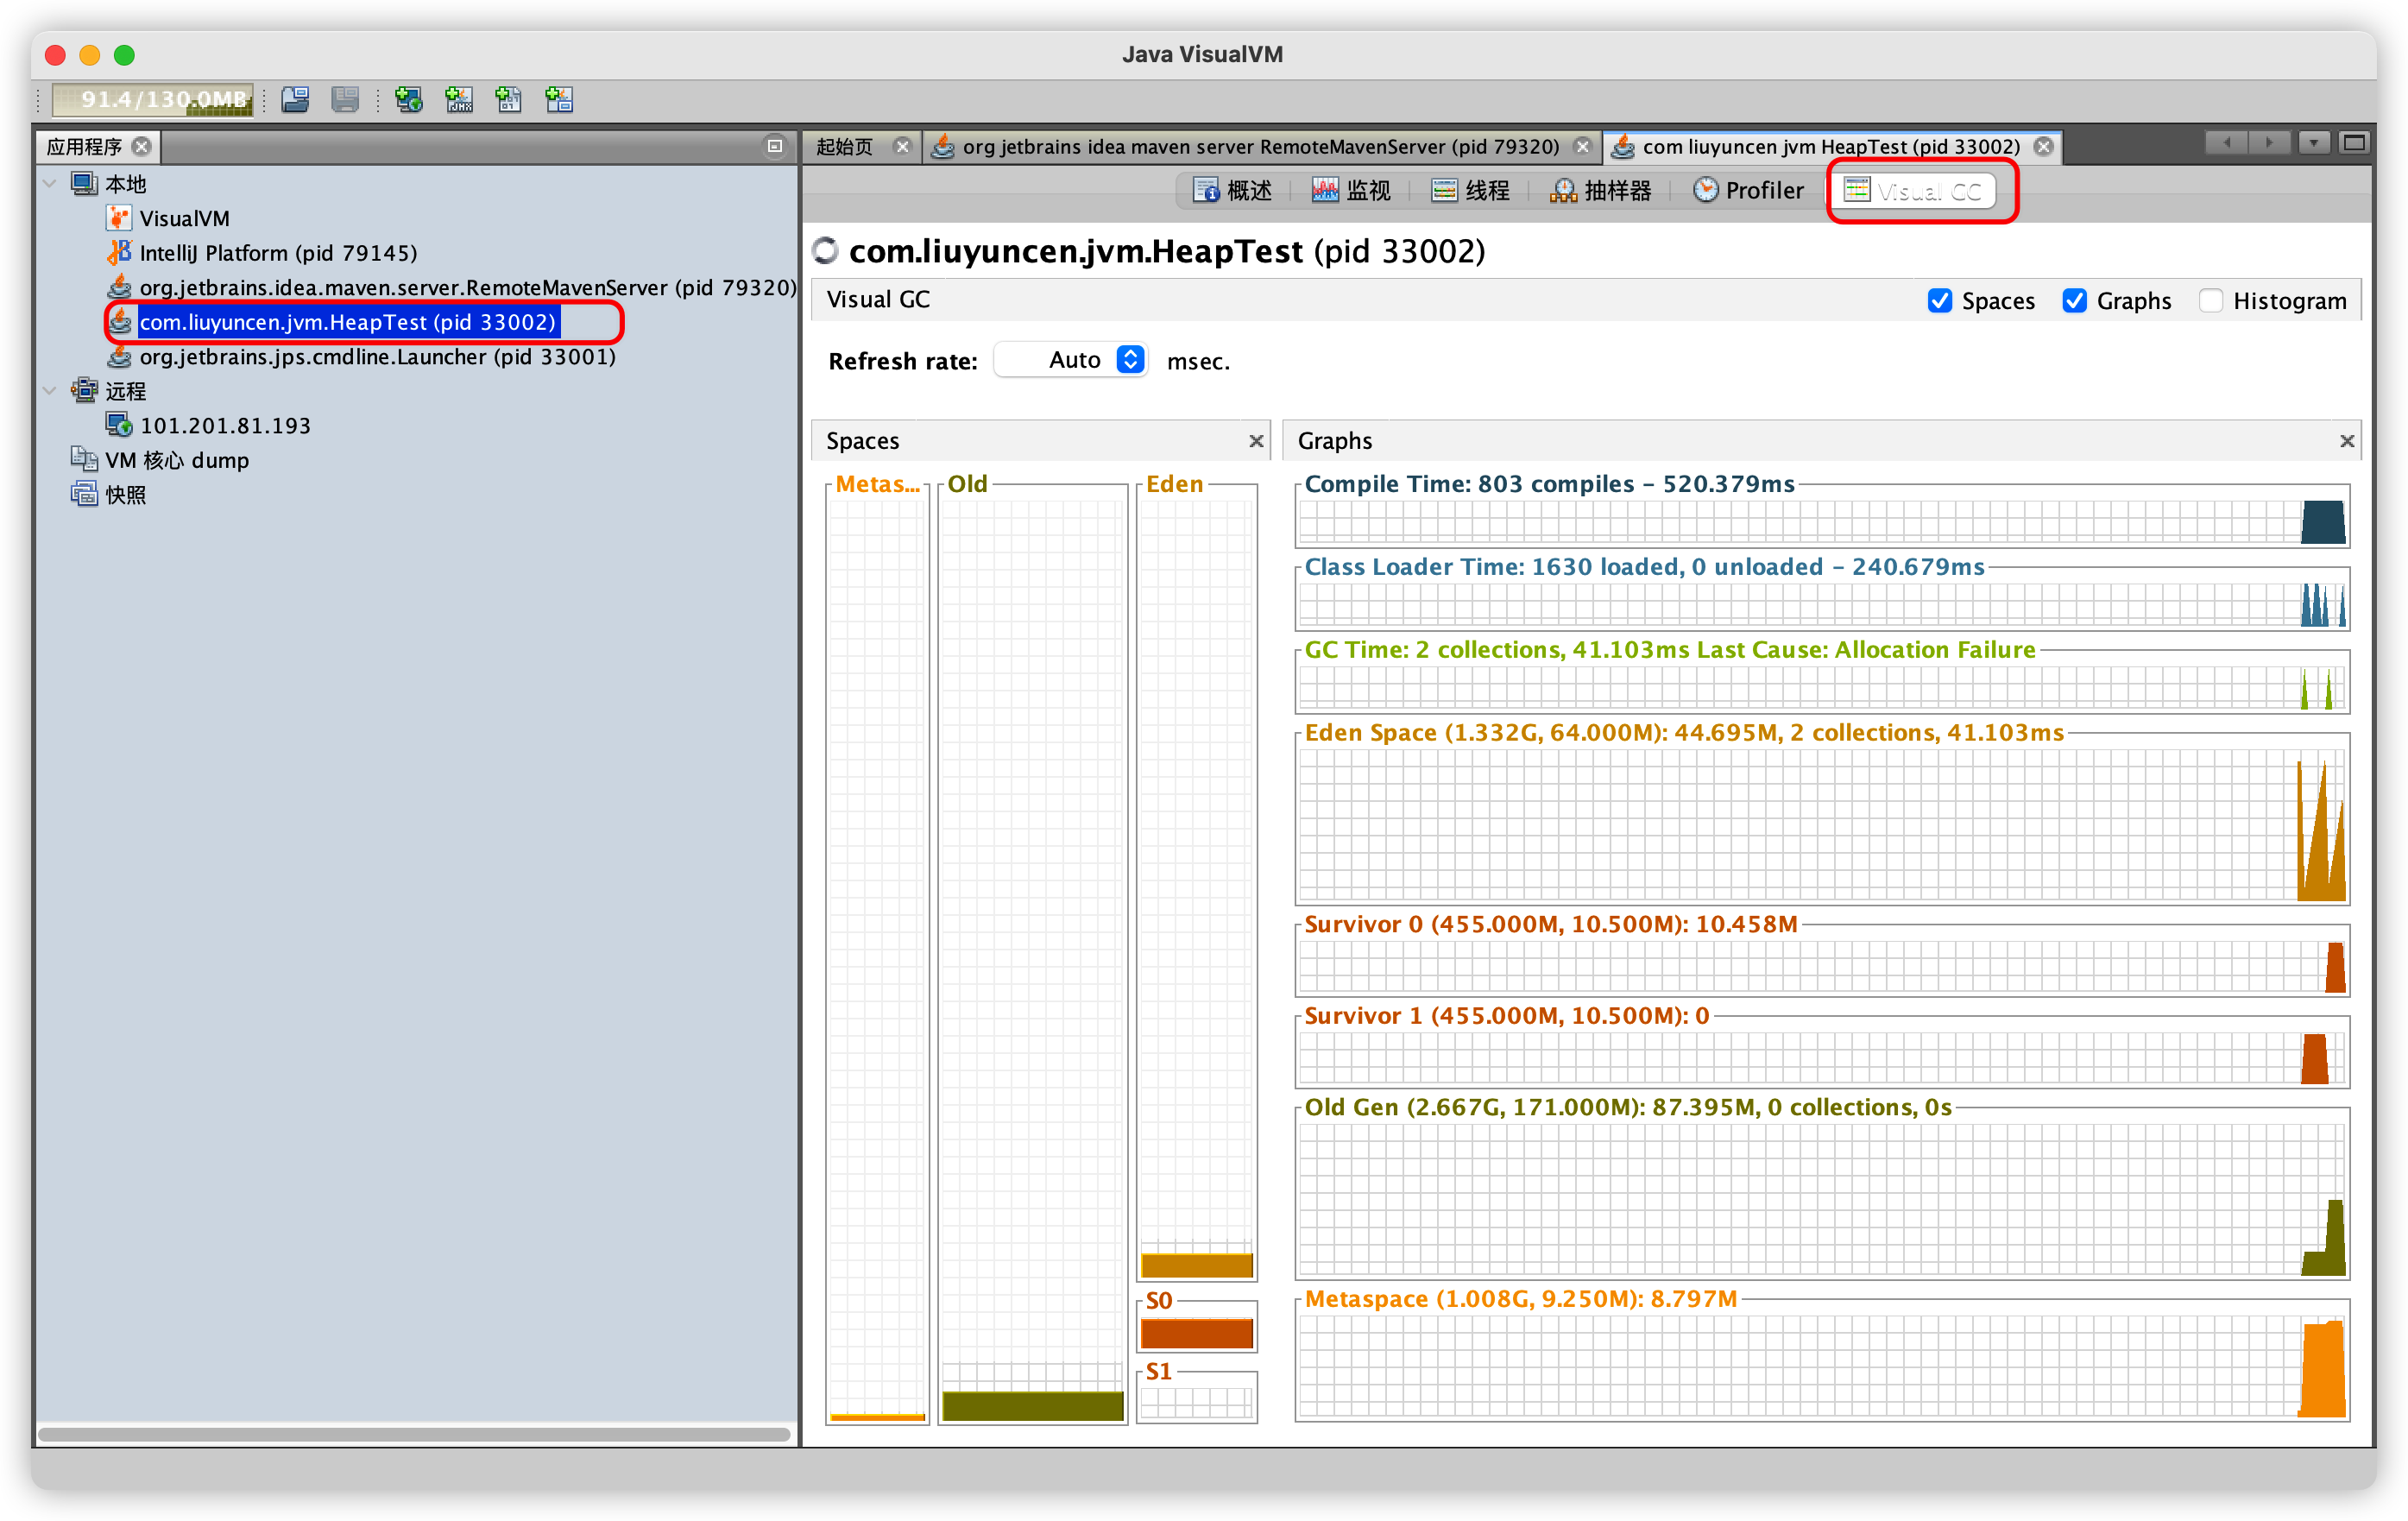 Java VisualVM
91.4/130.0MB
应用程序
本地
VisualVM
IntelliJ Platform (pid 79145)
org.jetbrains.idea.maven.server.RemoteMavenServer (pid 79320)
com.liuyuncen.jvm.HeapTest (pid 33002)
org.jetbrains.jps.cmdline.Launcher (pid 33001)
远程
101.201.81.193
VM 核心 dump
快照
起始页
org jetbrains idea maven server RemoteMavenServer (pid 79320)
com liuyuncen jvm HeapTest (pid 33002)
概述
监视
线程
抽样器
Profiler
Visual GC
com.liuyuncen.jvm.HeapTest (pid 33002)
Visual GC
Spaces
Graphs
Histogram
Refresh rate: Auto msec.
Spaces
Metas...
Old
Eden
S0
S1
Graphs
Compile Time: 803 compiles - 520.379ms
Class Loader Time: 1630 loaded, 0 unloaded - 240.679ms
GC Time: 2 collections, 41.103ms Last Cause: Allocation Failure
Eden Space (1.332G, 64.000M): 44.695M, 2 collections, 41.103ms
Survivor 0 (455.000M, 10.500M): 10.458M
Survivor 1 (455.000M, 10.500M): 0
Old Gen (2.667G, 171.000M): 87.395M, 0 collections, 0s
Metaspace (1.008G, 9.250M): 8.797M